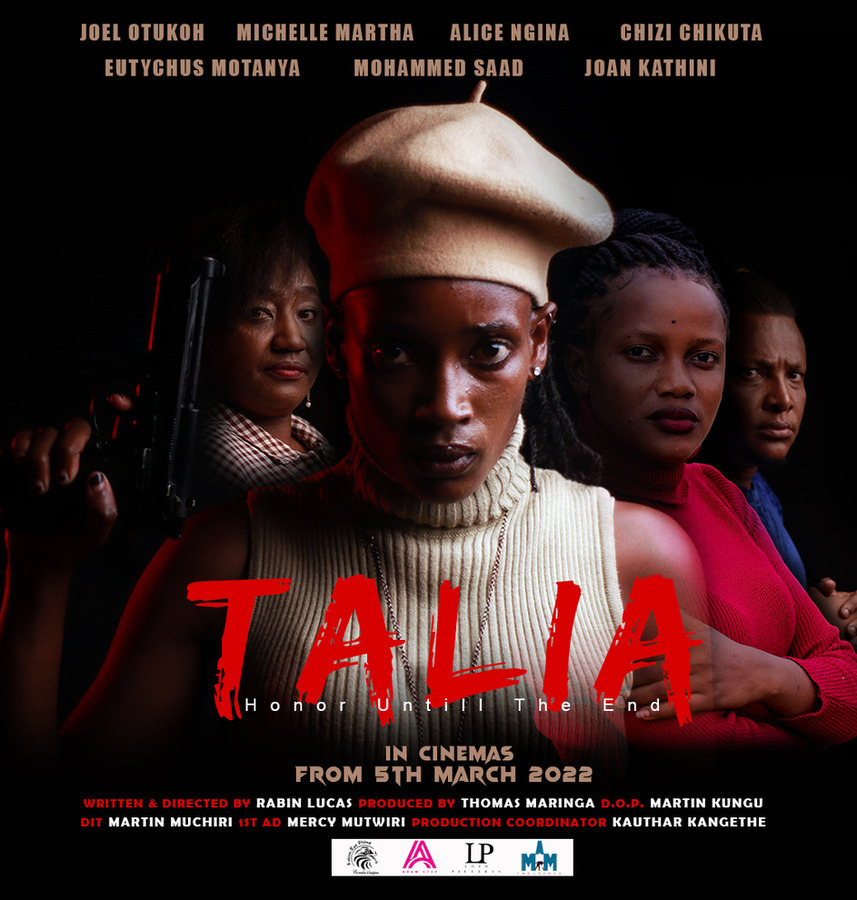 JOEL OTUKOH MICHELLE MARTHA ALICE NGINA CHIZI CHIKUTA
EUTYCHUS MOTANYA MOHAMMED SAAD JOAN KATHINI
TALIA
Honor Untill The End
IN CINEMAS
FROM 5TH MARCH 2022
WRITTEN & DIRECTED BY RABIN LUCAS PRODUCED BY THOMAS MARINGA D.O.P. MARTIN KUNGU
DIT MARTIN MUCHIRI 1ST AD MERCY MUTWIRI PRODUCTION COORDINATOR KAUTHAR KANGETHE
LP
MAM